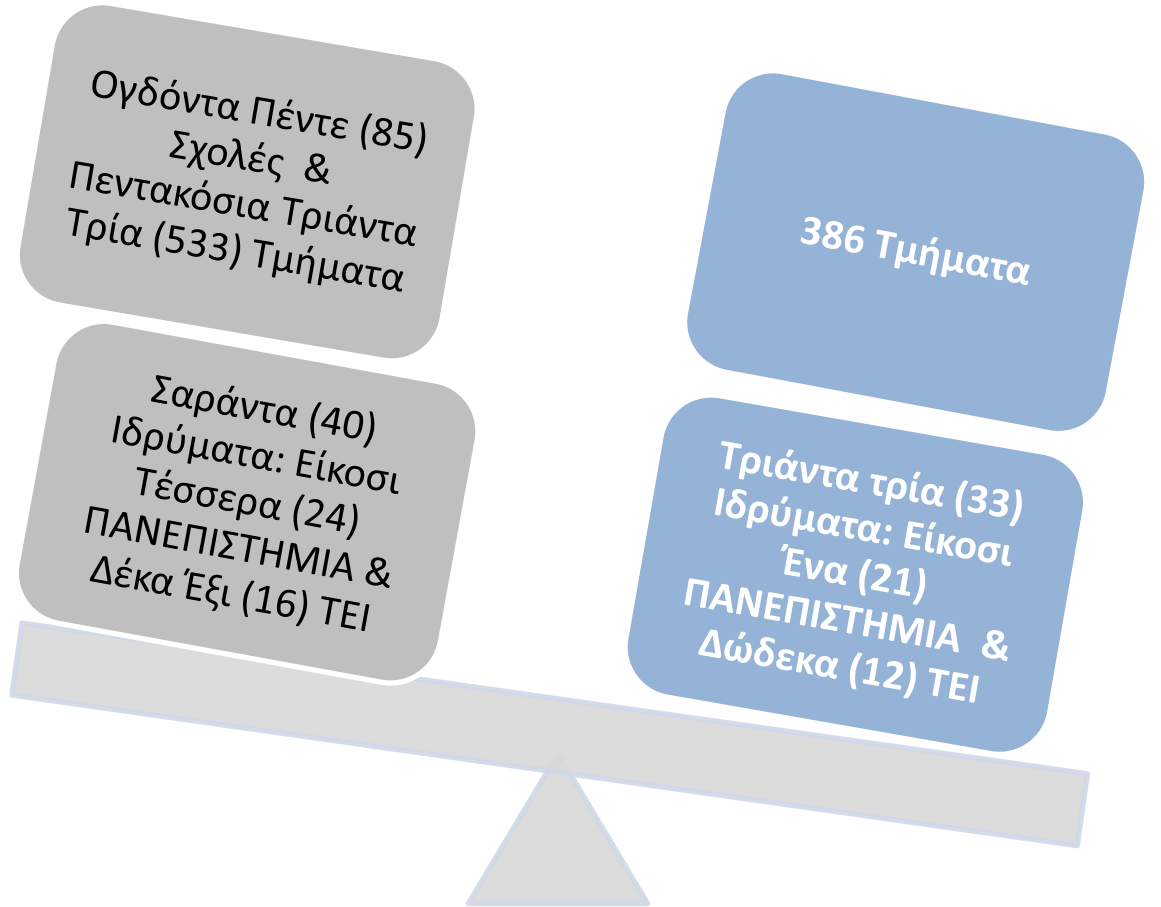 Ογδόντα Πέντε (85)
Σχολές &
Πεντακόσια Τριάντα
Τρία (533) Τμήματα
Σαράντα (40)
Ιδρύματα: Είκοσι
Τέσσερα (24)
ΠΑΝΕΠΙΣΤΗΜΙΑ &
Δέκα Έξι (16) ΤΕΙ
386 Τμήματα
Τριάντα τρία (33)
Ιδρύματα: Είκοσι
Ένα (21)
ΠΑΝΕΠΙΣΤΗΜΙΑ &
Δώδεκα (12) ΤΕΙ